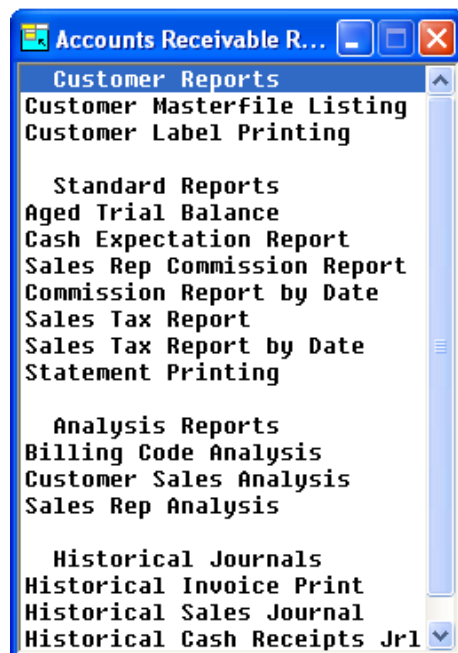 Accounts Receivable R...
Customer Reports
Customer Masterfile Listing
Customer Label Printing
Standard Reports
Aged Trial Balance
Cash Expectation Report
Sales Rep Commission Report
Commission Report by Date
Sales Tax Report
Sales Tax Report by Date
Statement Printing
Analysis Reports
Billing Code Analysis
Customer Sales Analysis
Sales Rep Analysis
Historical Journals
Historical Invoice Print
Historical Sales Journal
Historical Cash Receipts Jrl